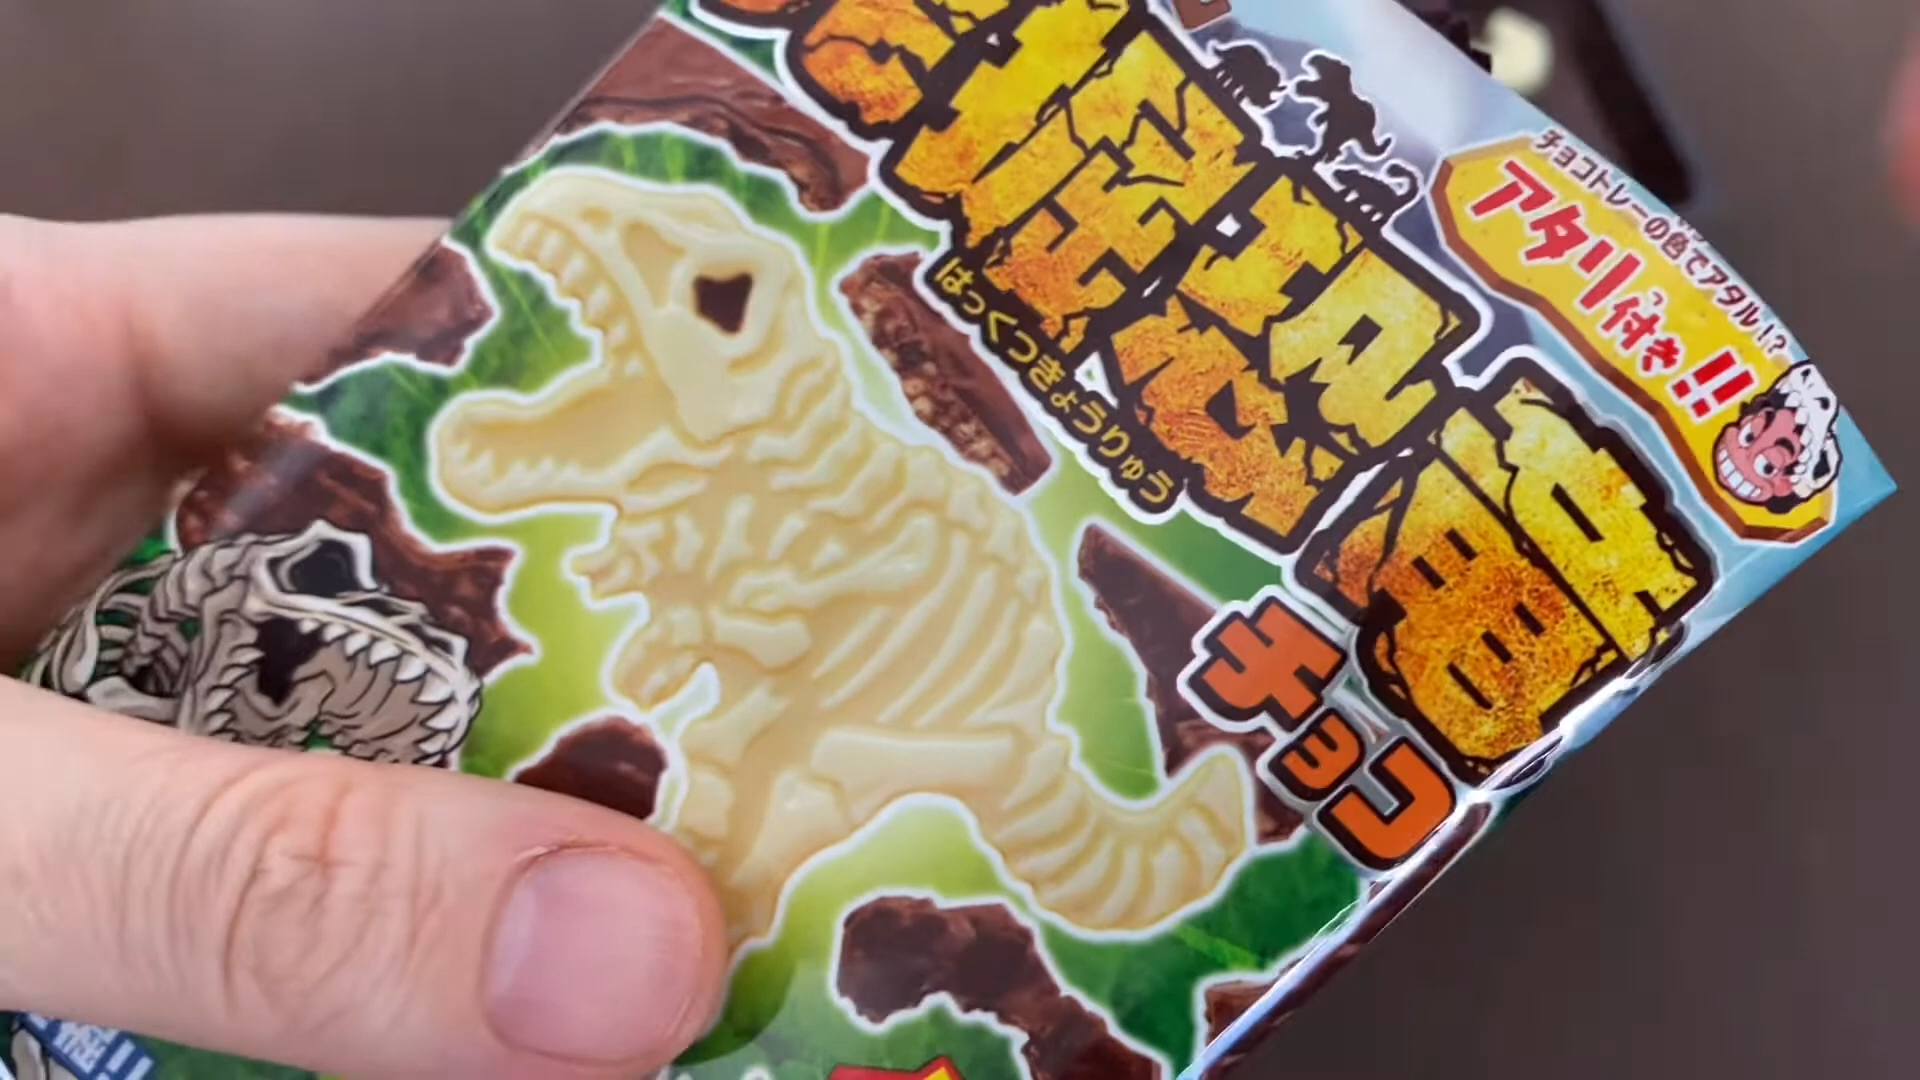 発掘恐竜
はっくつきょうりゅう
チョコ
チョコトレーの色でアタル!?
アタリ付き!!